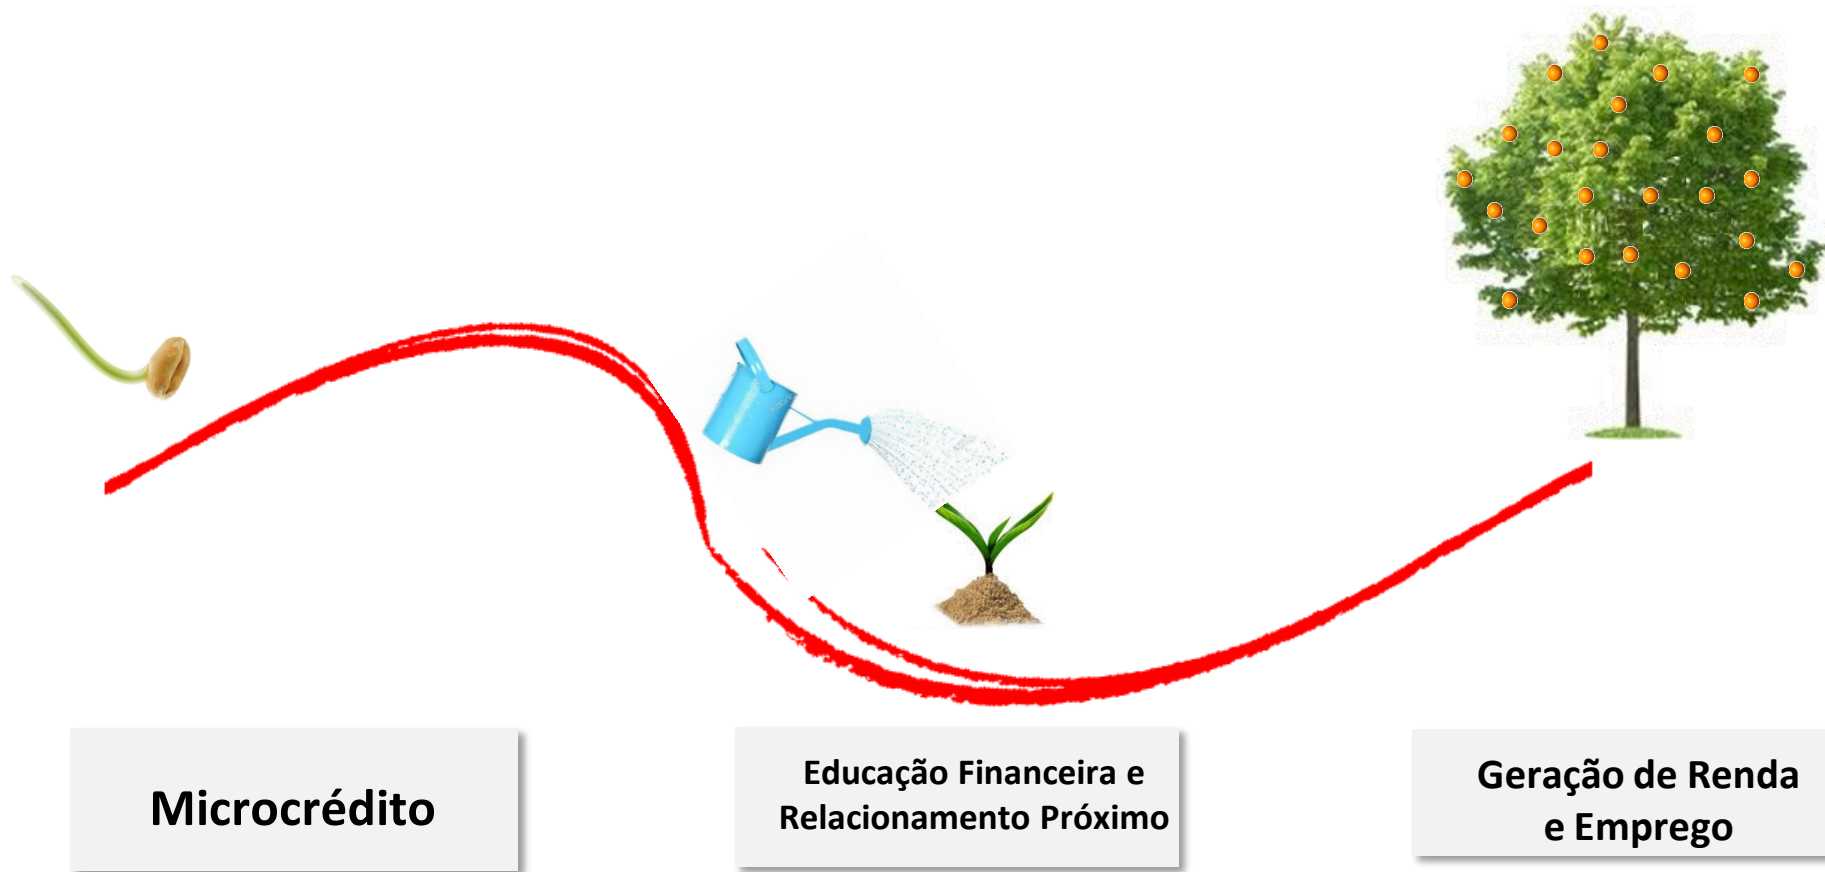 Microcrédito
Educação Financeira e
Relacionamento Próximo
Geração de Renda
e Emprego